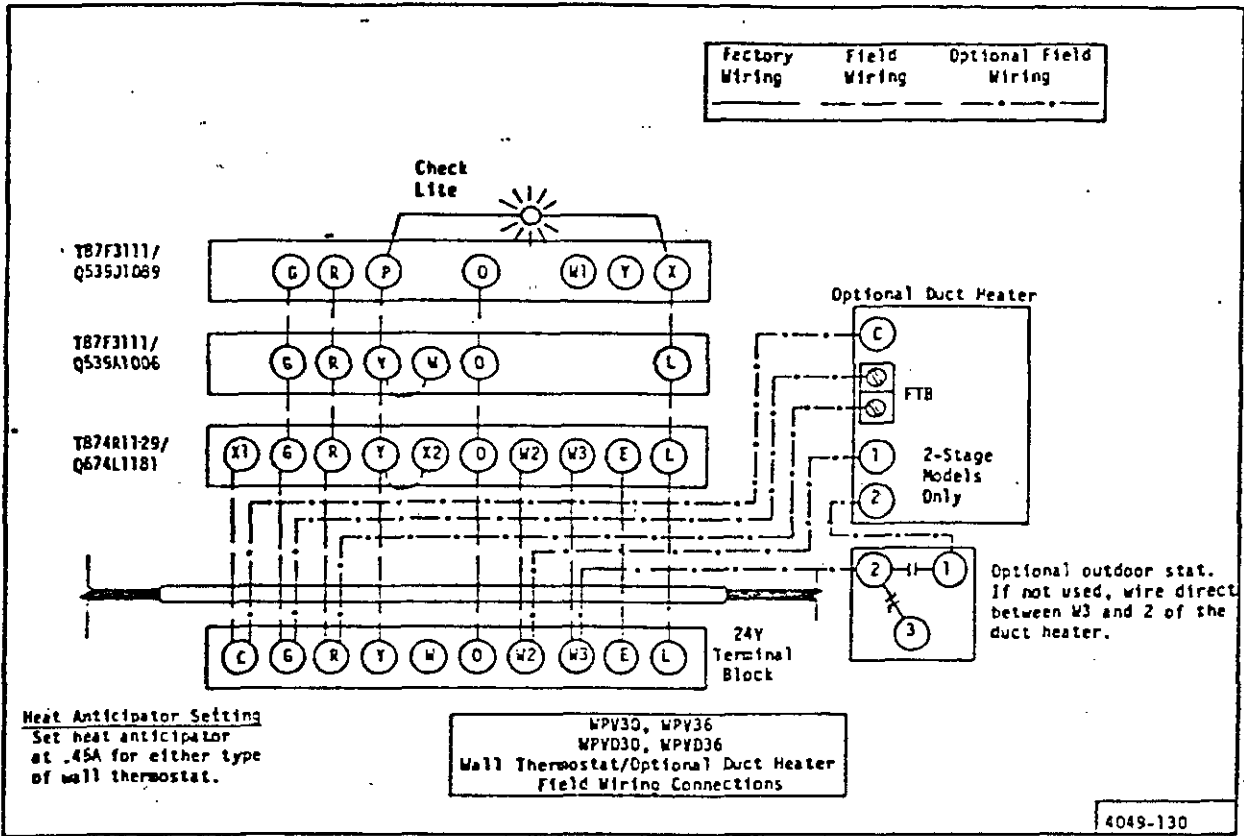 Factory Field Optional Field
Wiring Wiring Wiring
Check
Lite
T87F3111/
Q539J1089
G R P O W1 Y X
Optional Duct Heater
C
FTB
1 2-Stage
Models
2 Only
T87F3111/
Q539A1006
G R Y W O L
T874R1129/
Q674L1181
X1 G R Y X2 O W2 W3 E L
2 1
3
Optional outdoor stat.
If not used, wire direct
between W3 and 2 of the
duct heater.
C G R Y W O W2 W3 E L
24V
Terminal
Block
Heat Anticipator Setting
Set heat anticipator
at .45A for either type
of wall thermostat.
WPV30, WPV36
WPVD30, WPVD36
Wall Thermostat/Optional Duct Heater
Field Wiring Connections
4049-130